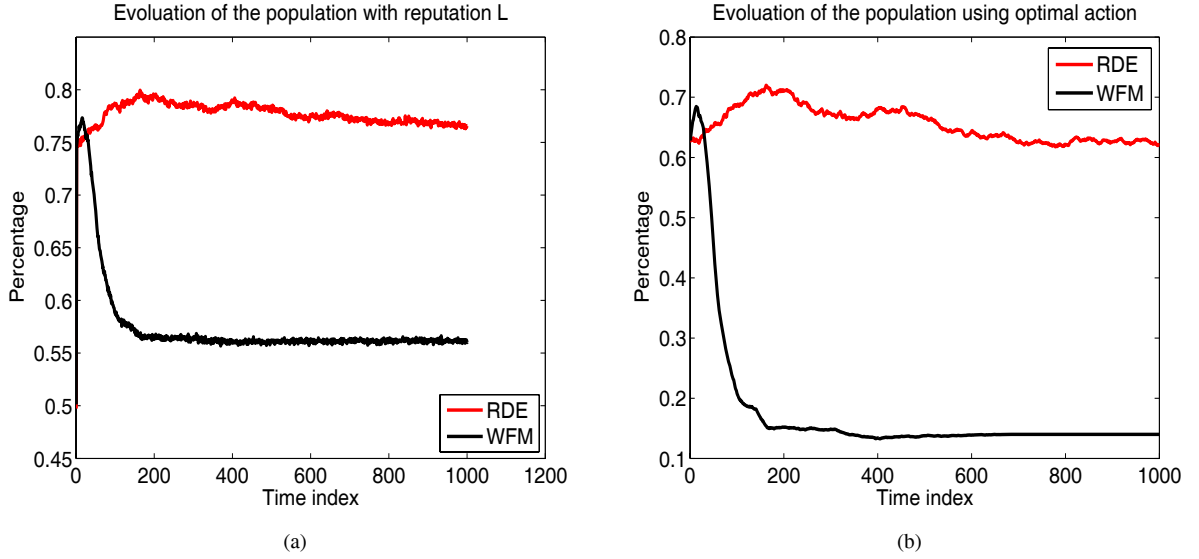 Evoluation of the population with reputation L
0.8
0.75
0.7
0.65
0.6
0.55
0.5
0.45
Percentage
0 200 400 600 800 1000 1200
Time index
RDE
WFM
(a)
Evoluation of the population using optimal action
0.8
0.7
0.6
0.5
0.4
0.3
0.2
0.1
Percentage
0 200 400 600 800 1000
Time index
RDE
WFM
(b)